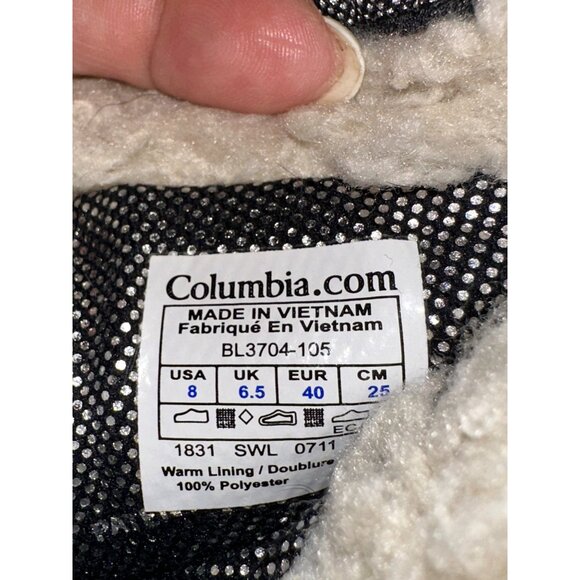 Columbia.com
MADE IN VIETNAM
Fabriqué En Vietnam
BL3704-105
USA UK EUR CM
8 6.5 40 25
EC
1831 SWL 0711
Warm Lining / Doublure
100% Polyester